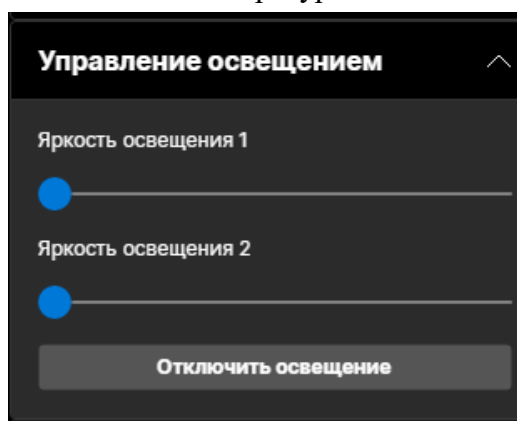 Управление освещением
Яркость освещения 1
Яркость освещения 2
Отключить освещение